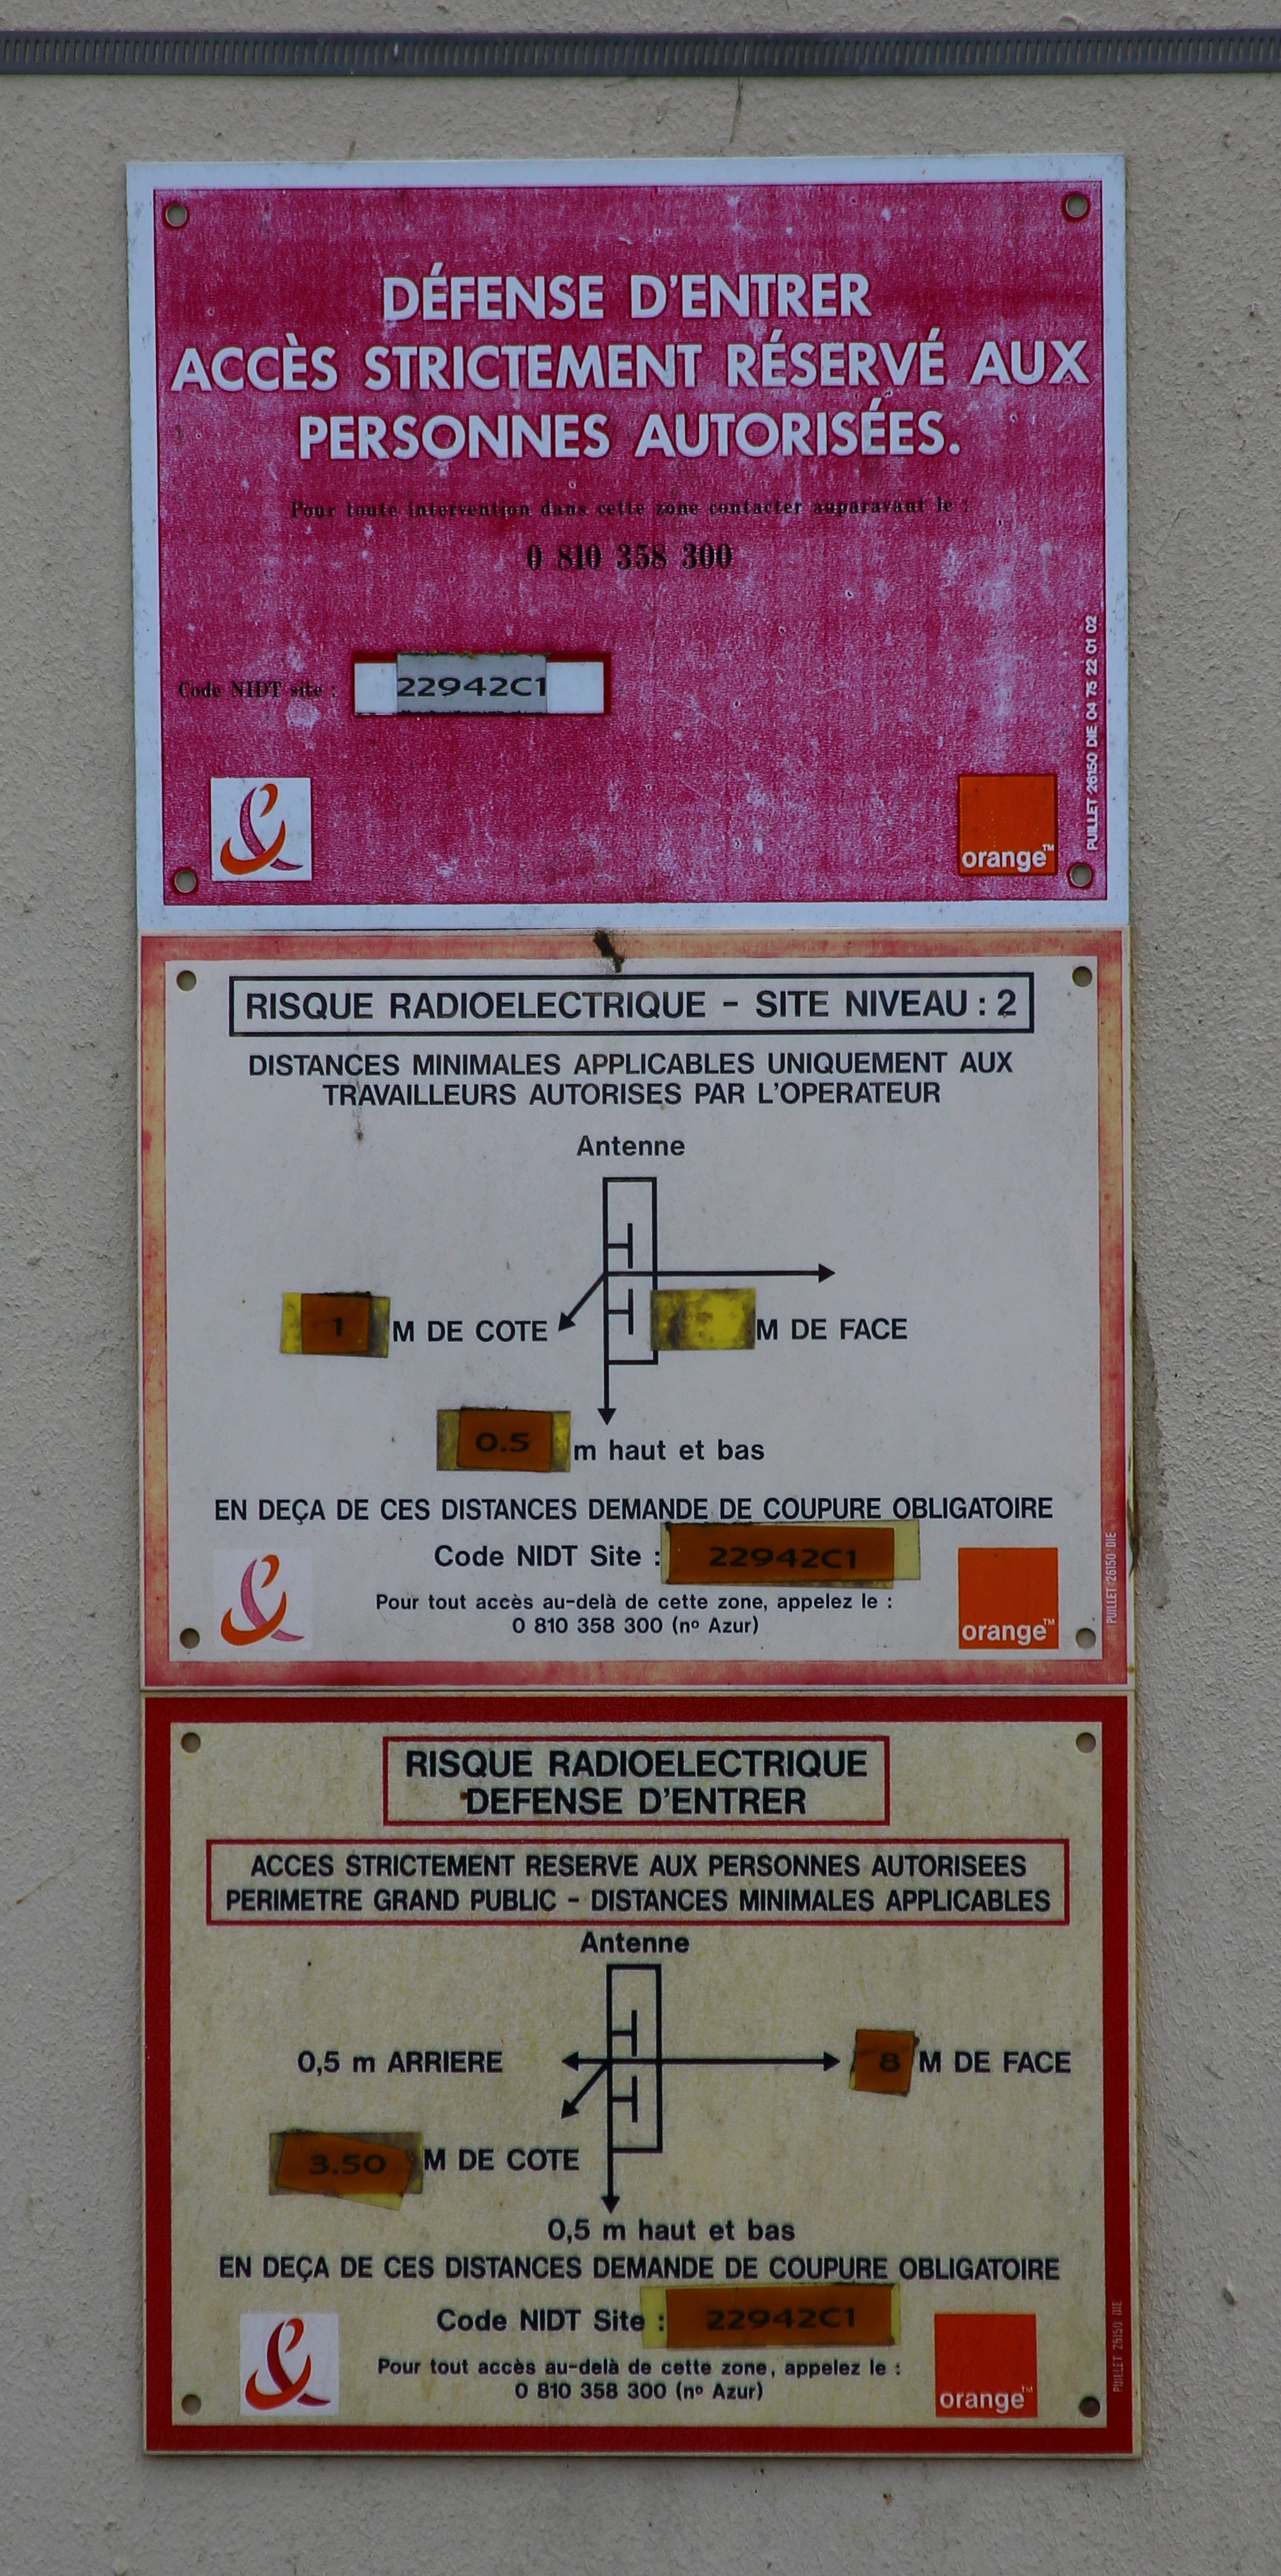 DÉFENSE D'ENTRER
ACCÈS STRICTEMENT RÉSERVÉ AUX
PERSONNES AUTORISÉES.
Pour toute intervention dans cette zone contacter auparavant le :
0 810 358 300
Code NIDT site : 22942C1
orange™
PUILLET 26150 DIE 04 75 22 01 02
RISQUE RADIOELECTRIQUE - SITE NIVEAU : 2
DISTANCES MINIMALES APPLICABLES UNIQUEMENT AUX
TRAVAILLEURS AUTORISES PAR L'OPERATEUR
Antenne
1 M DE COTE
M DE FACE
0.5 m haut et bas
EN DEÇA DE CES DISTANCES DEMANDE DE COUPURE OBLIGATOIRE
Code NIDT Site : 22942C1
Pour tout accès au-delà de cette zone, appelez le :
0 810 358 300 (nº Azur)
orange™
PUILLET 26150 DIE
RISQUE RADIOELECTRIQUE
DEFENSE D'ENTRER
ACCES STRICTEMENT RESERVE AUX PERSONNES AUTORISEES
PERIMETRE GRAND PUBLIC - DISTANCES MINIMALES APPLICABLES
Antenne
0,5 m ARRIERE
8 M DE FACE
3.50 M DE COTE
0,5 m haut et bas
EN DEÇA DE CES DISTANCES DEMANDE DE COUPURE OBLIGATOIRE
Code NIDT Site : 22942C1
Pour tout accès au-delà de cette zone, appelez le :
0 810 358 300 (nº Azur)
orange™
PUILLET 26150 DIE